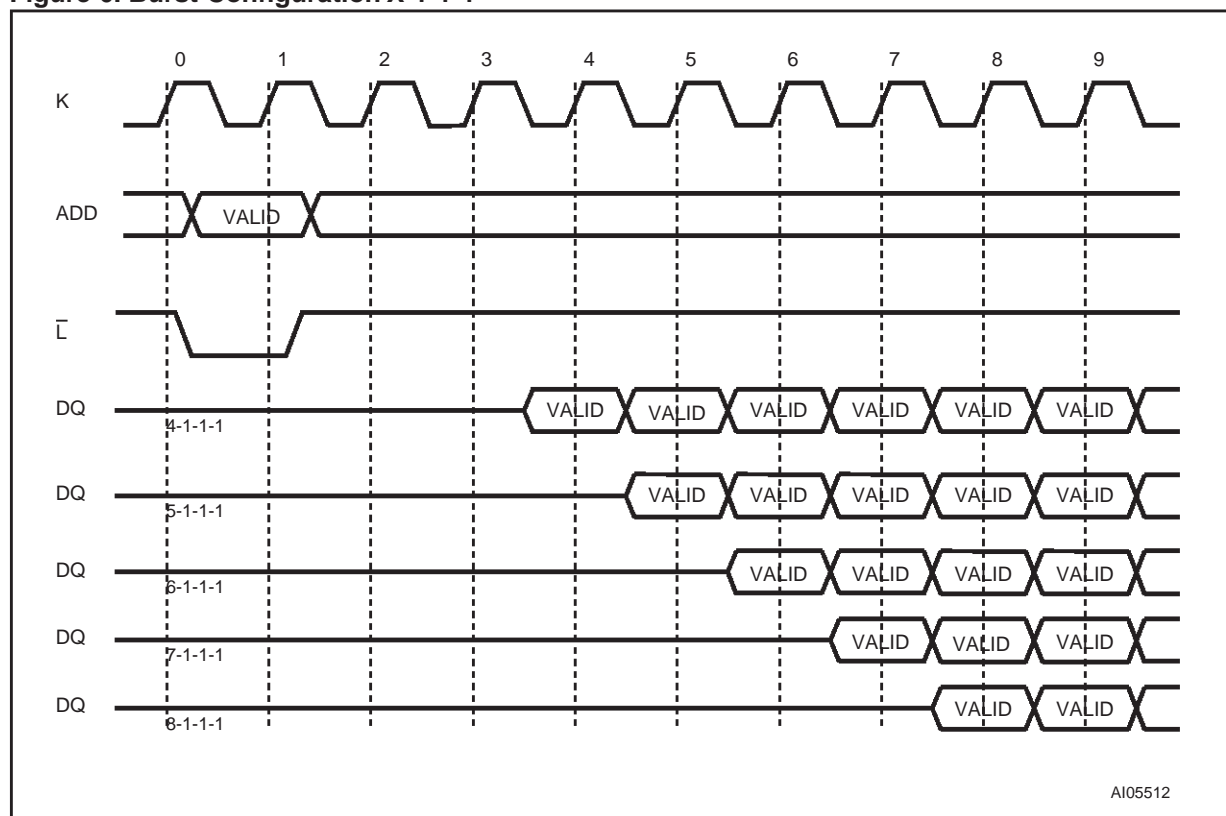 Figure 6. Burst Configuration X-1-1-1
0 1 2 3 4 5 6 7 8 9
K
ADD VALID
L̅
DQ VALID VALID VALID VALID VALID VALID
4-1-1-1
DQ VALID VALID VALID VALID VALID
5-1-1-1
DQ VALID VALID VALID VALID
6-1-1-1
DQ VALID VALID VALID
7-1-1-1
DQ VALID VALID
8-1-1-1
AI05512